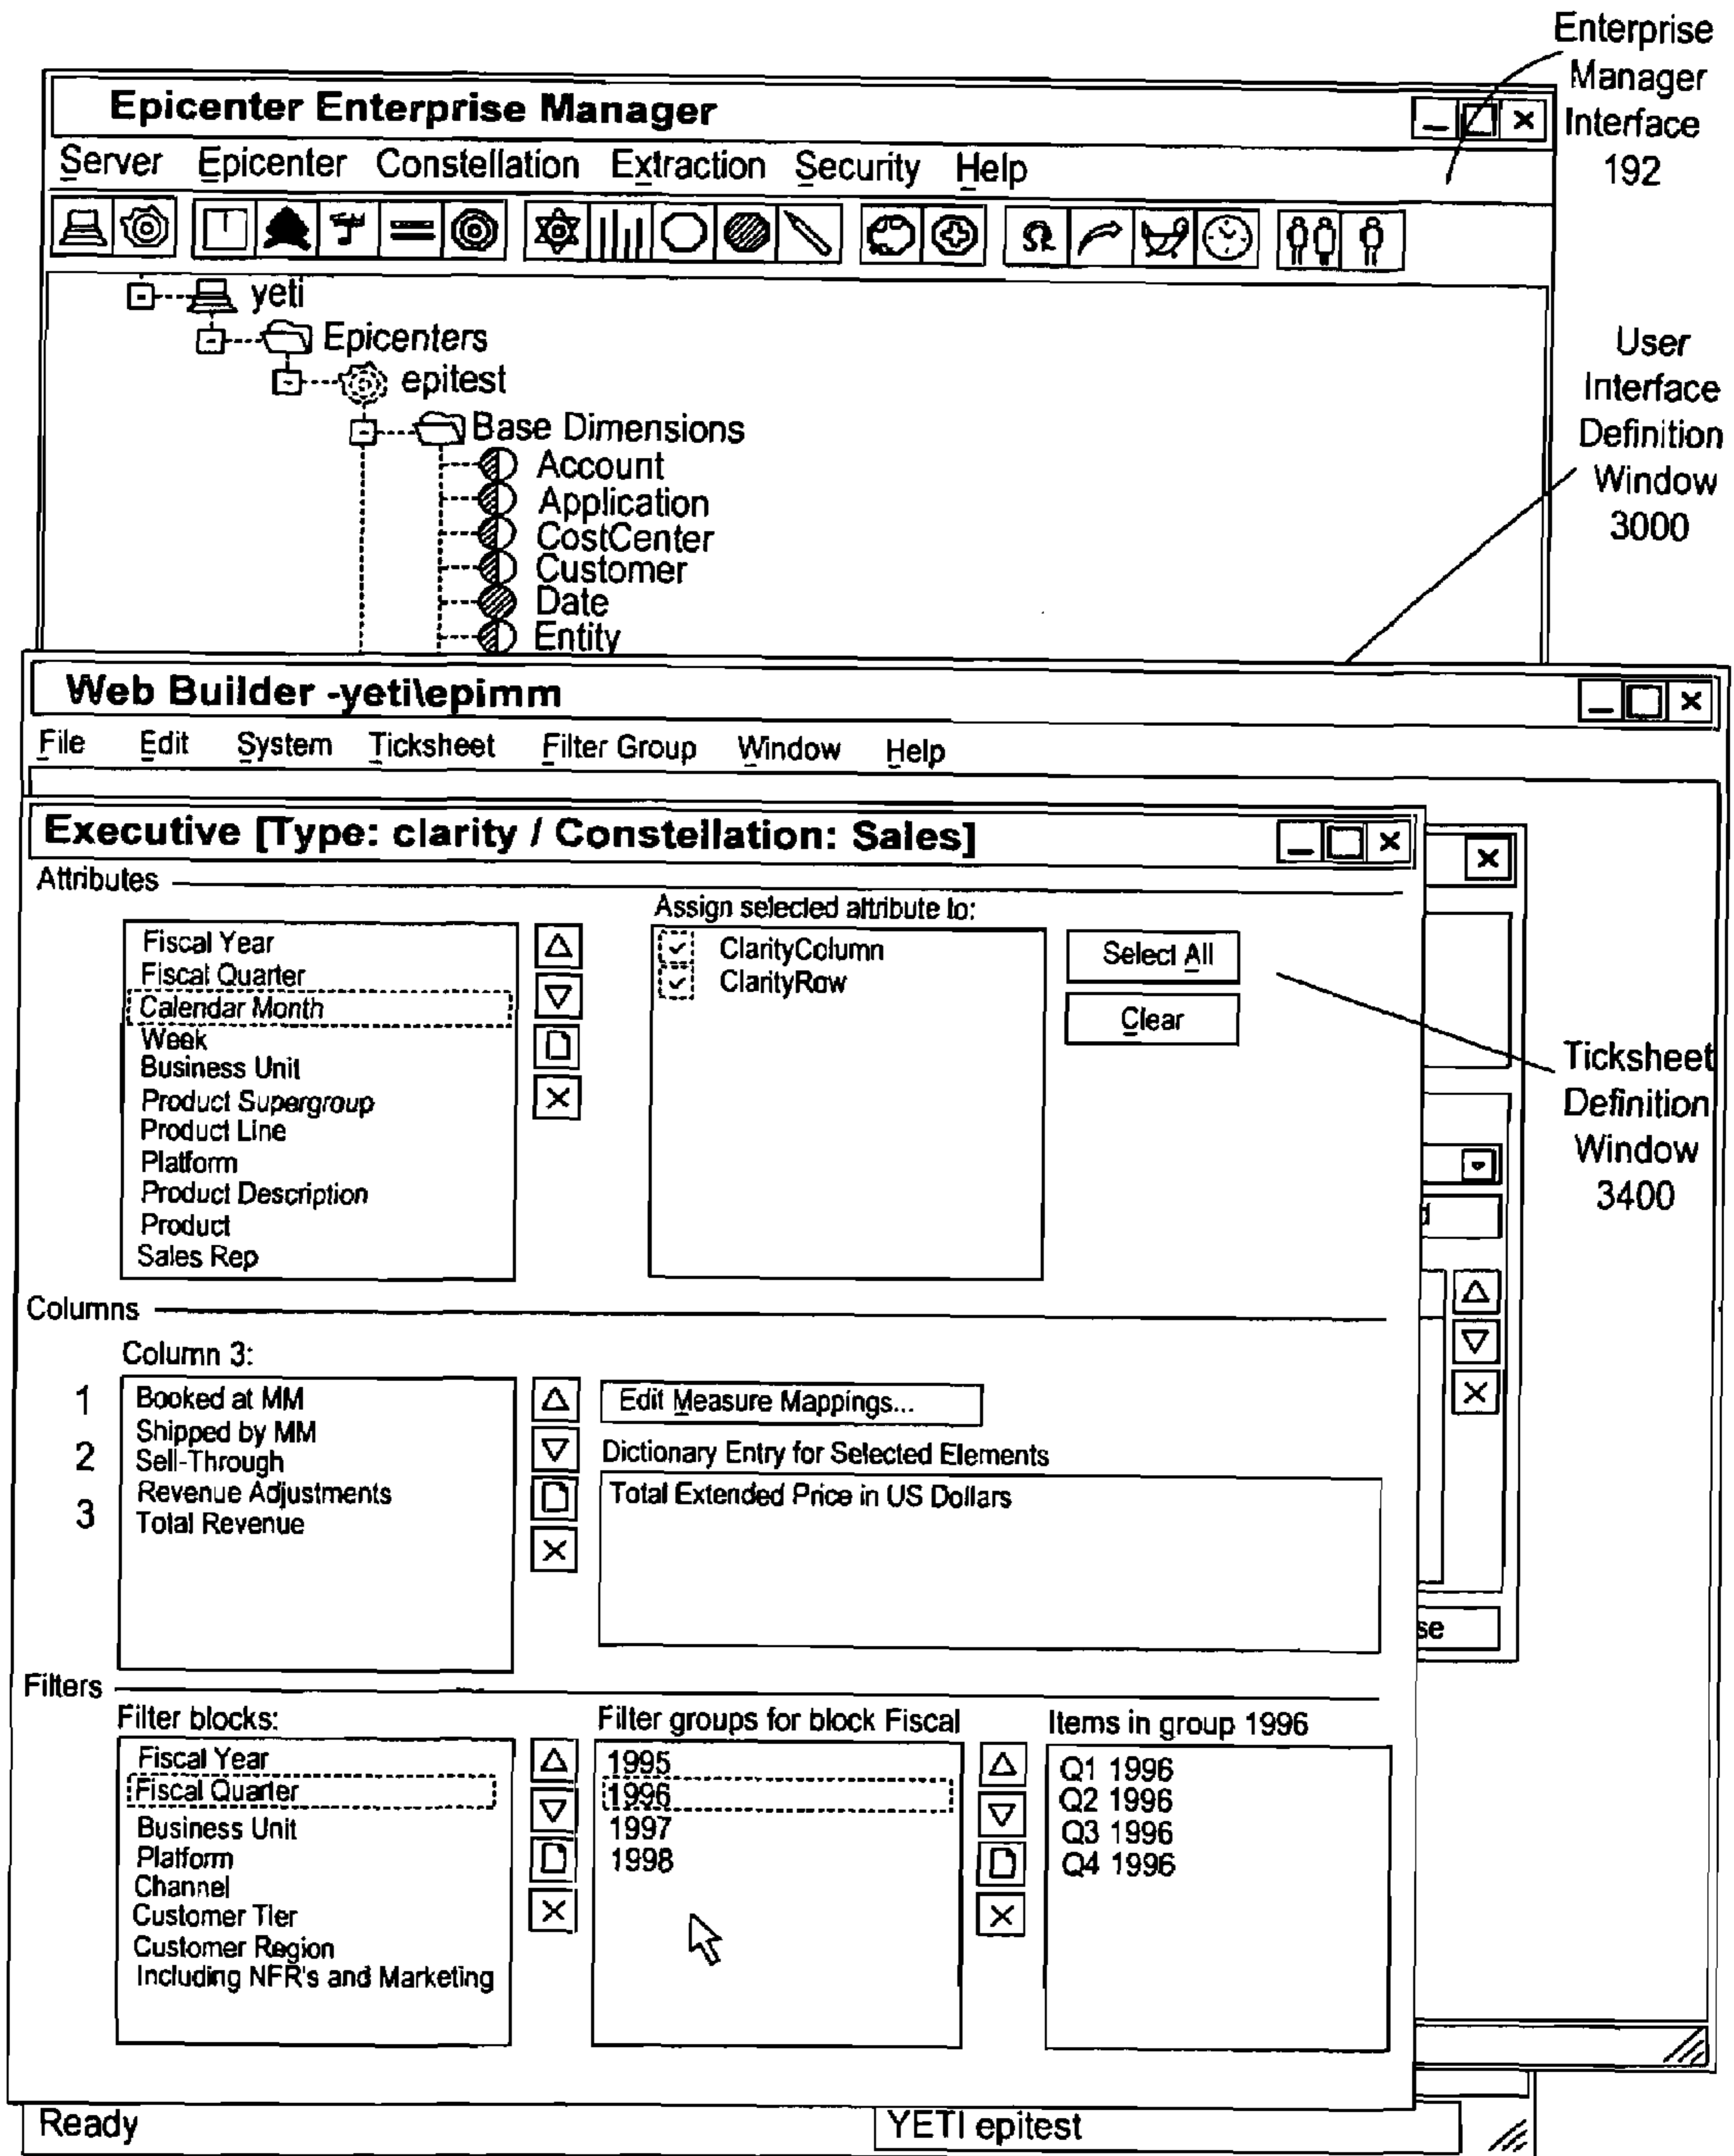 Enterprise
Manager
Interface
192
Epicenter Enterprise Manager
Server Epicenter Constellation Extraction Security Help
yeti
Epicenters
epitest
Base Dimensions
Account
Application
CostCenter
Customer
Date
Entity
User
Interface
Definition
Window
3000
Web Builder -yeti\epimm
File Edit System Ticksheet Filter Group Window Help
Executive [Type: clarity / Constellation: Sales]
Attributes
Fiscal Year
Fiscal Quarter
Calendar Month
Week
Business Unit
Product Supergroup
Product Line
Platform
Product Description
Product
Sales Rep
Assign selected attribute to:
ClarityColumn
ClarityRow
Select All
Clear
Ticksheet
Definition
Window
3400
Columns
Column 3:
1
2
3
Booked at MM
Shipped by MM
Sell-Through
Revenue Adjustments
Total Revenue
Edit Measure Mappings...
Dictionary Entry for Selected Elements
Total Extended Price in US Dollars
se
Filters
Filter blocks:
Fiscal Year
Fiscal Quarter
Business Unit
Platform
Channel
Customer Tier
Customer Region
Including NFR's and Marketing
Filter groups for block Fiscal
1995
1996
1997
1998
Items in group 1996
Q1 1996
Q2 1996
Q3 1996
Q4 1996
Ready
YETI epitest